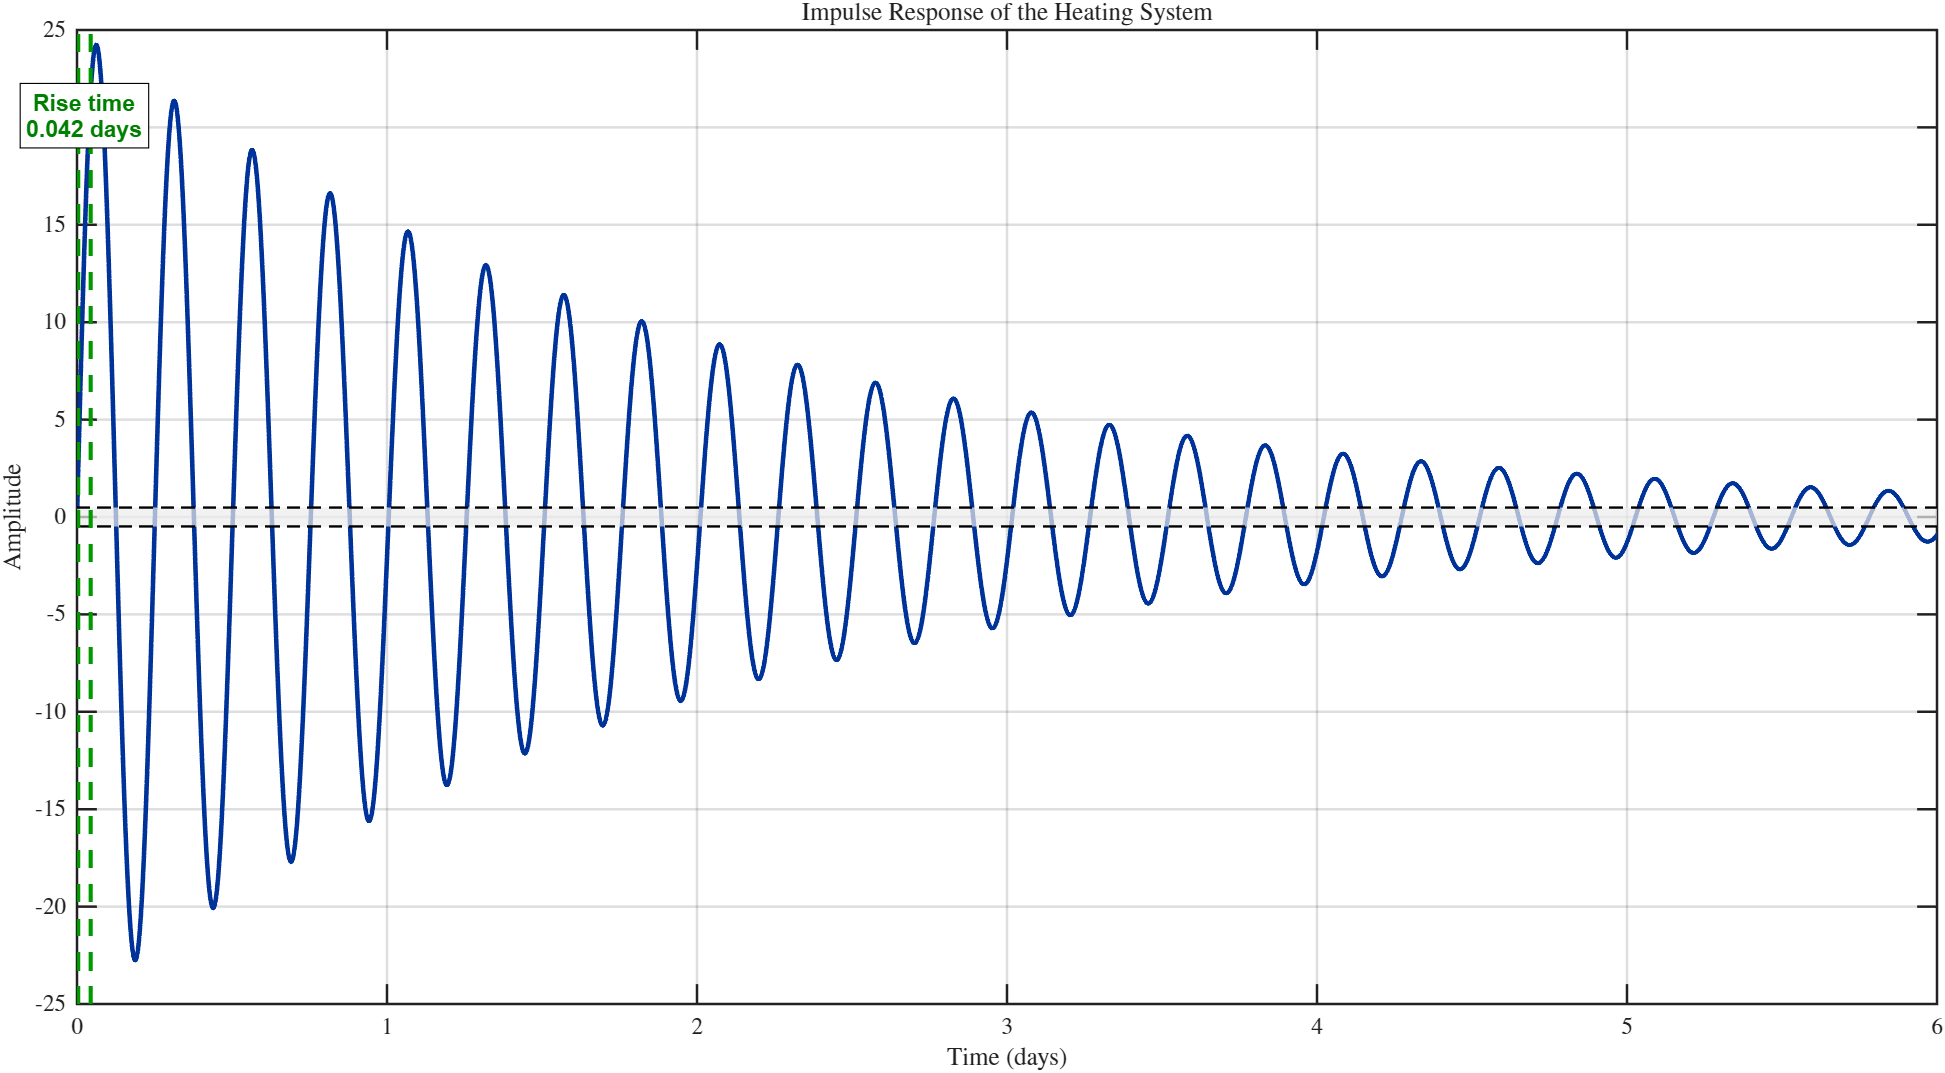 Impulse Response of the Heating System
25
Rise time
0.042 days
15
10
5
0
-5
-10
-15
-20
-25
Amplitude
0 1 2 3 4 5 6
Time (days)